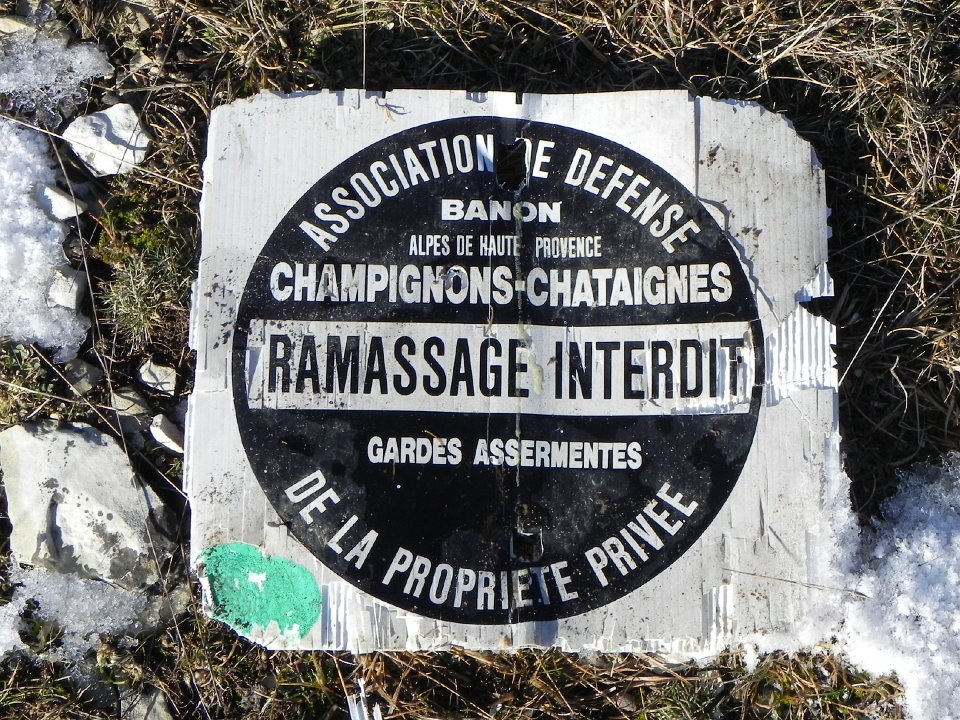 ASSOCIATION DE DEFENSE
BANON
ALPES DE HAUTE PROVENCE
CHAMPIGNONS-CHATAIGNES
RAMASSAGE INTERDIT
GARDES ASSERMENTES
DE LA PROPRIETE PRIVEE